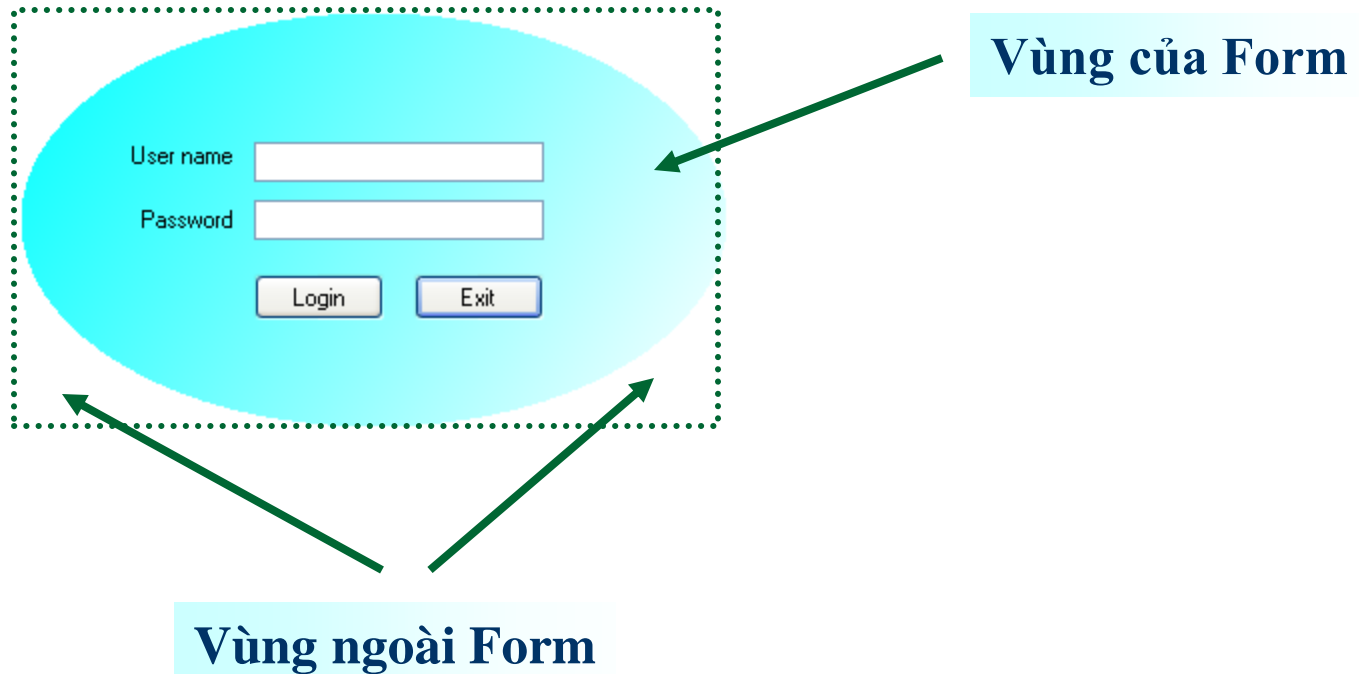 Vùng của Form
User name
Password
Login Exit
Vùng ngoài Form